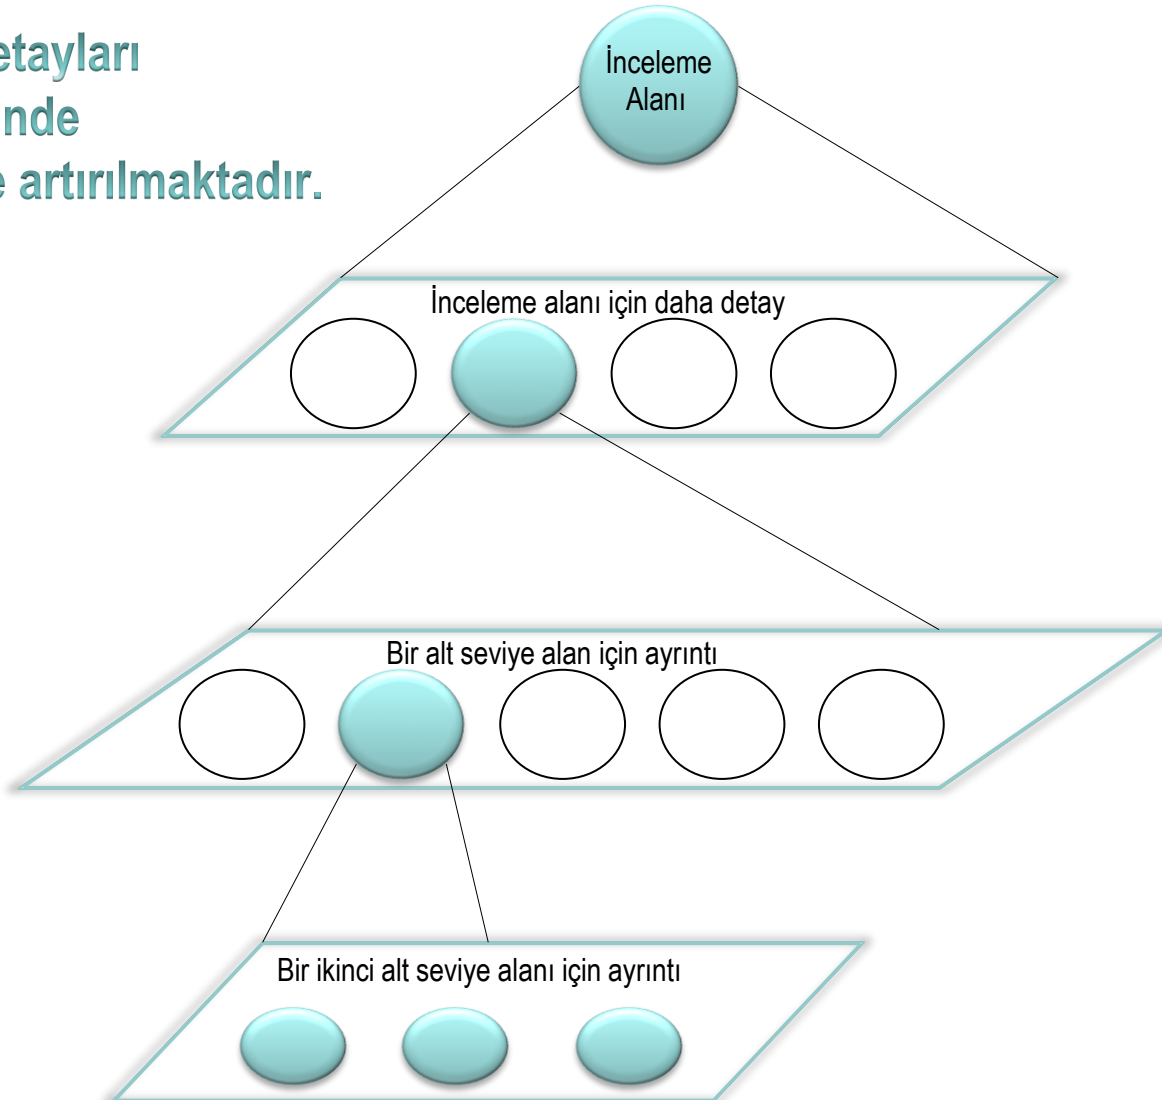 etayları
nde
e artırılmaktadır.
İnceleme
Alanı
İnceleme alanı için daha detay
Bir alt seviye alan için ayrıntı
Bir ikinci alt seviye alanı için ayrıntı